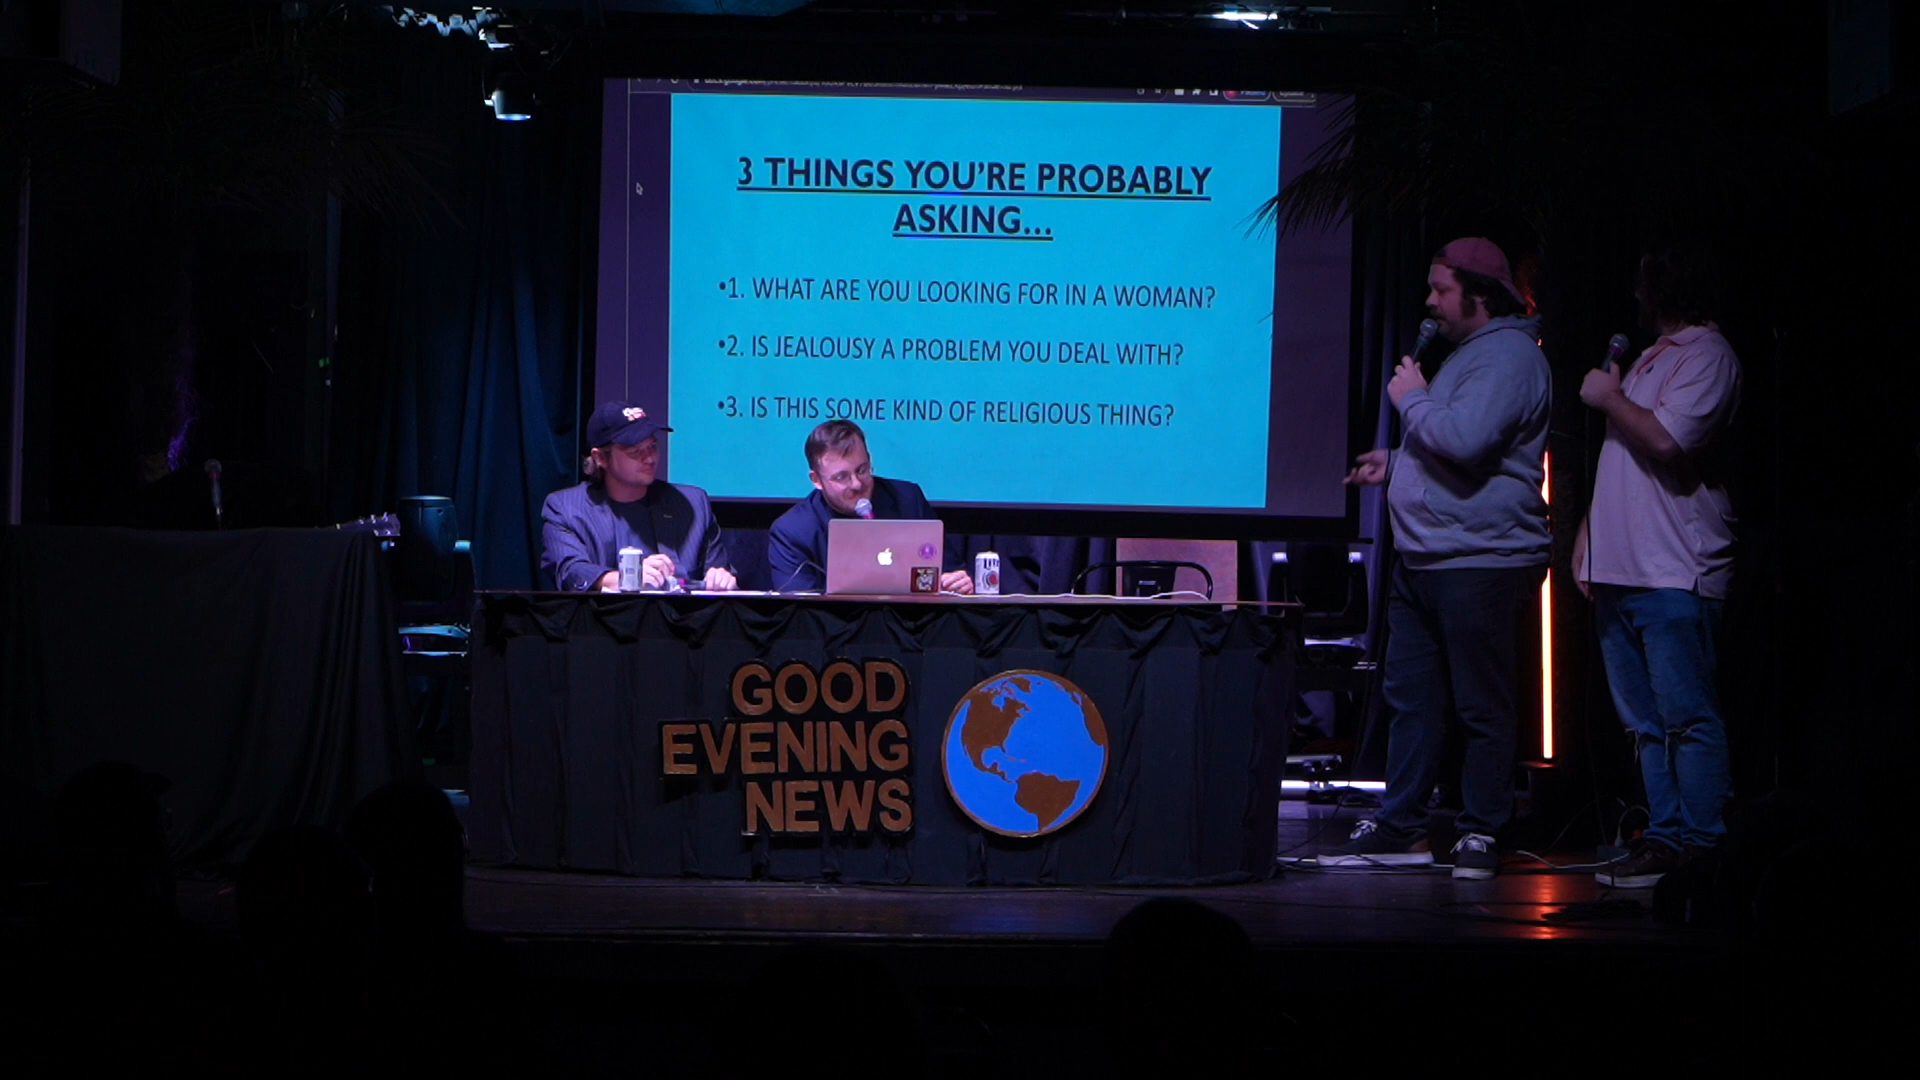 3 THINGS YOU'RE PROBABLY
ASKING...
•1. WHAT ARE YOU LOOKING FOR IN A WOMAN?
•2. IS JEALOUSY A PROBLEM YOU DEAL WITH?
•3. IS THIS SOME KIND OF RELIGIOUS THING?
GOOD
EVENING
NEWS